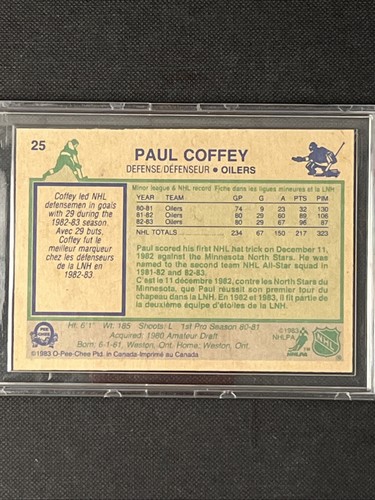 25
PAUL COFFEY
DEFENSE/DÉFENSEUR • OILERS
Coffey led NHL
defensemen in goals
with 29 during the
1982-83 season.
Avec 29 buts,
Coffey fut le
meilleur marqueur
chez les défenseurs
de la LNH en
1982-83.
Minor league & NHL record Fiche dans les ligues mineures et la LNH
YEAR TEAM GP G A PTS PIM
80-81 Oilers 74 9 23 32 130
81-82 Oilers 80 29 60 89 106
82-83 Oilers 80 29 67 96 87
NHL TOTALS 234 67 150 217 323
Paul scored his first NHL hat trick on December 11,
1982 against the Minnesota North Stars. He was
named to the second team NHL All-Star squad in
1981-82 and 82-83.
C'est le 11 décembre 1982, contre les North Stars du
Minnesota, que Paul réussit son premier tour du
chapeau dans la LNH. En 1982 et 1983, il fit partie de
la deuxième équipe d'étoiles de la LNH.
Ht: 6'1" Wt: 185 Shoots: L 1st Pro Season 80-81
Acquired: 1980 Amateur Draft
Born: 6-1-61, Weston, Ont. Home: Weston, Ont.
©1983 O-Pee-Chee Ptd. in Canada-Imprimé au Canada
©1983
NHLPA
NHLPA
NHL